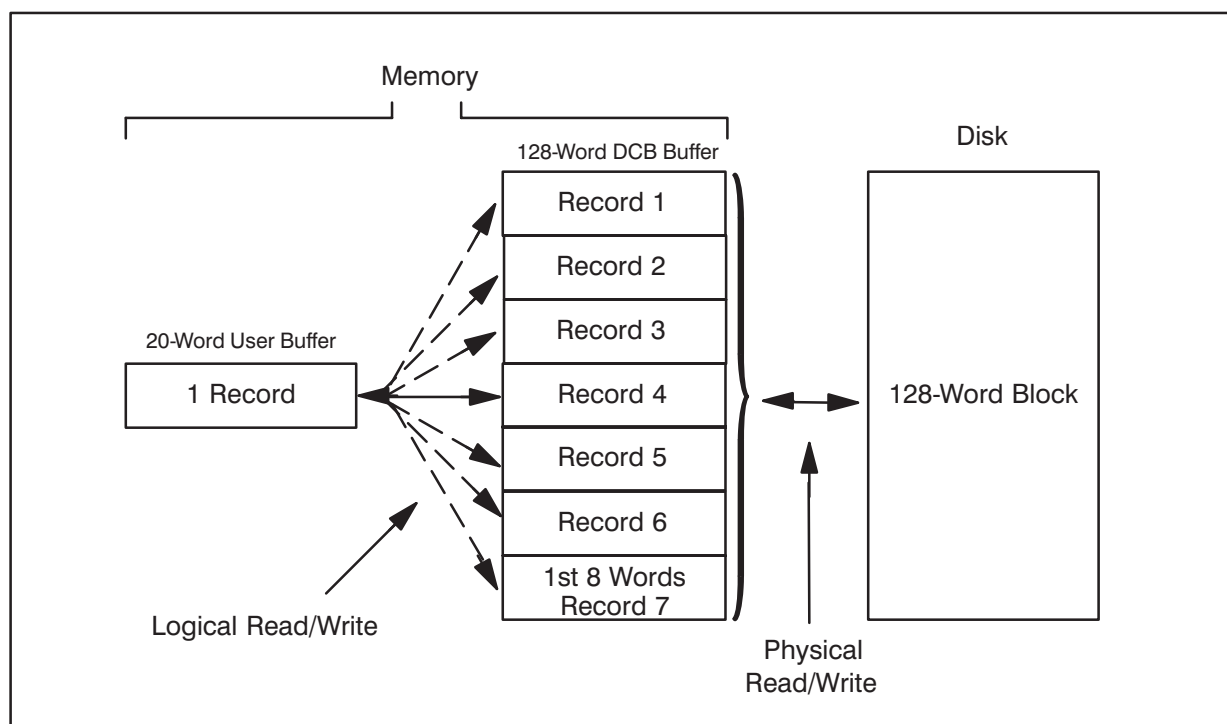 Memory
128-Word DCB Buffer
Disk
Record 1
Record 2
Record 3
20-Word User Buffer
1 Record
Record 4
128-Word Block
Record 5
Record 6
1st 8 Words
Record 7
Logical Read/Write
Physical
Read/Write